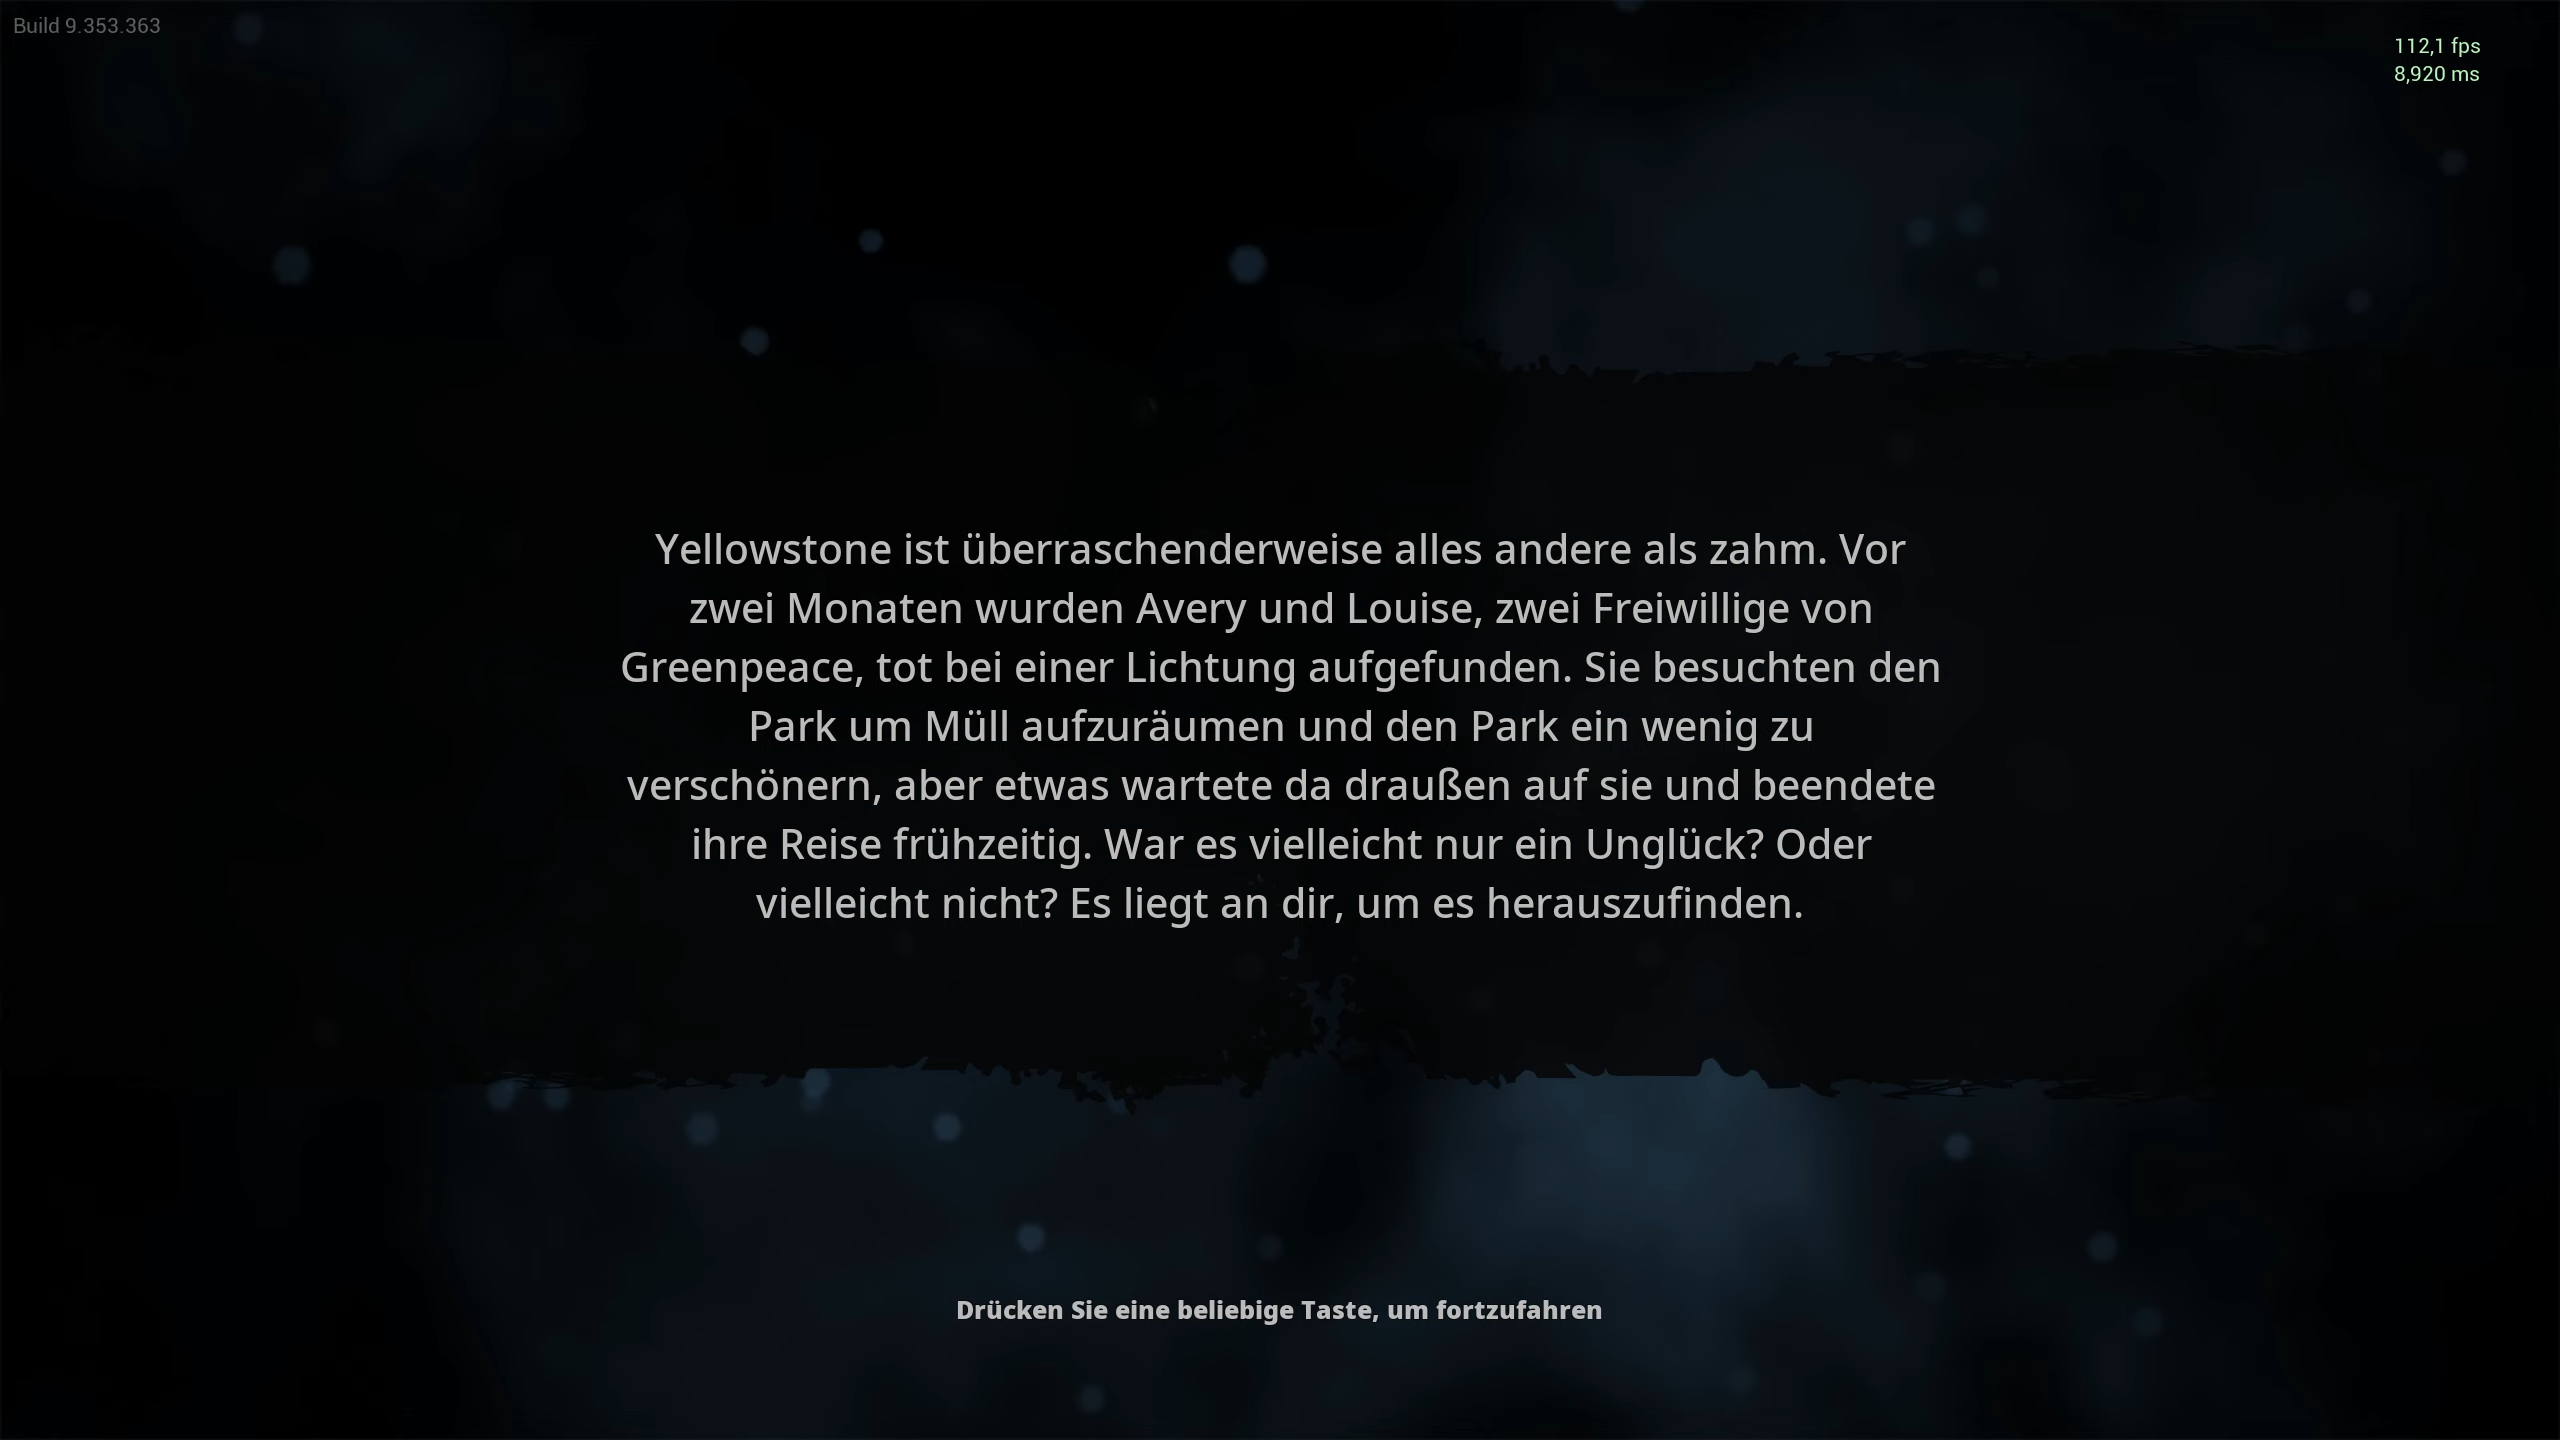 Build 9.353.363
112,1 fps
8,920 ms
Yellowstone ist überraschenderweise alles andere als zahm. Vor
zwei Monaten wurden Avery und Louise, zwei Freiwillige von
Greenpeace, tot bei einer Lichtung aufgefunden. Sie besuchten den
Park um Müll aufzuräumen und den Park ein wenig zu
verschönern, aber etwas wartete da draußen auf sie und beendete
ihre Reise frühzeitig. War es vielleicht nur ein Unglück? Oder
vielleicht nicht? Es liegt an dir, um es herauszufinden.
Drücken Sie eine beliebige Taste, um fortzufahren